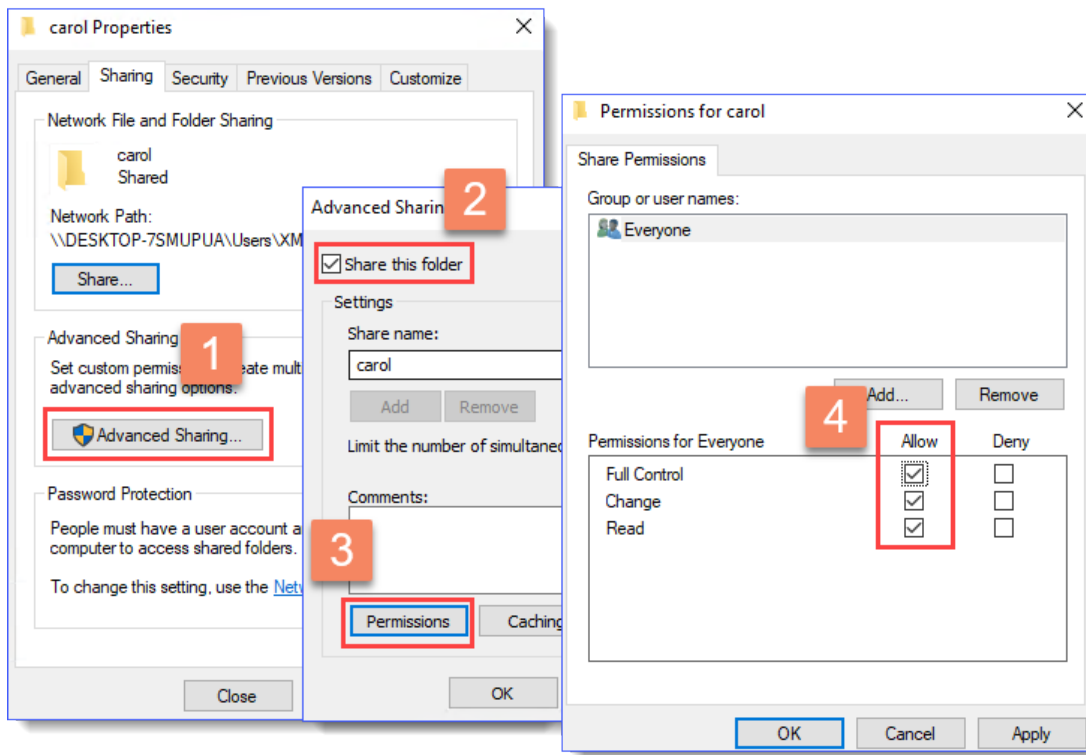 carol Properties
General Sharing Security Previous Versions Customize
Network File and Folder Sharing
carol
Shared
Network Path:
\\DESKTOP-7SMUPUA\Users\XM
Share...
Advanced Sharing
1
Set custom permis eate mult
advanced sharing options.
Advanced Sharing...
Password Protection
People must have a user account a
computer to access shared folders.
To change this setting, use the Netw
Close
Advanced Sharin
2
Share this folder
Settings
Share name:
carol
Add Remove
Limit the number of simultaneo
Comments:
3
Permissions Caching
OK
Permissions for carol
Share Permissions
Group or user names:
Everyone
Add... Remove
4
Permissions for Everyone Allow Deny
Full Control
Change
Read
OK Cancel Apply